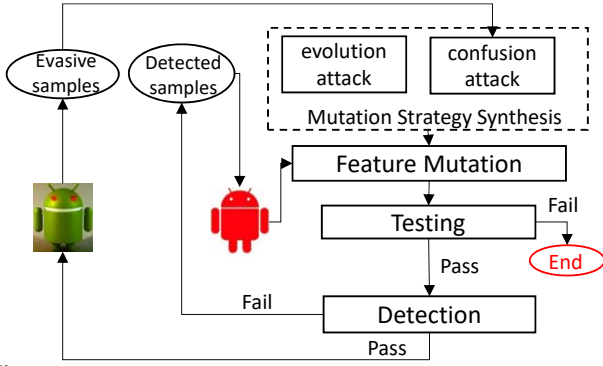 Evasive
samples
Detected
samples
evolution
attack
confusion
attack
Mutation Strategy Synthesis
Feature Mutation
Testing
Fail
End
Pass
Fail
Detection
Pass